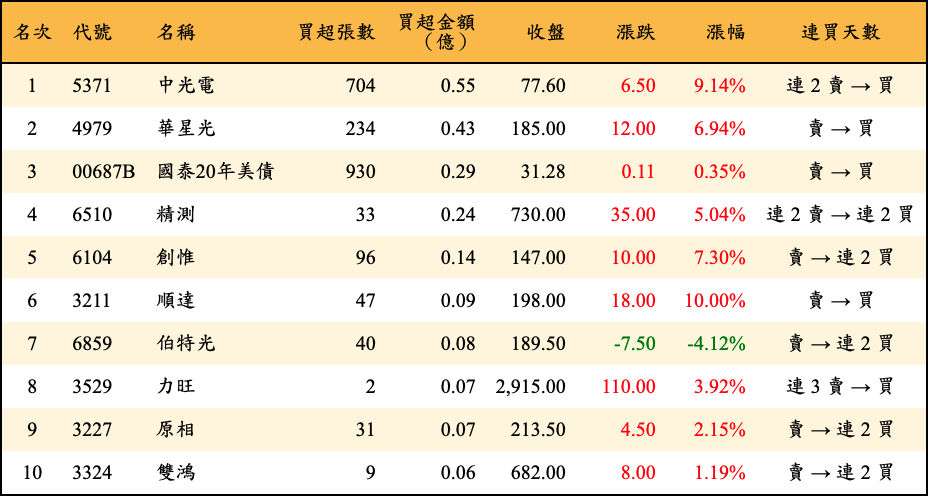 名次 代號 名稱 買超張數 買超金額（億） 收盤 漲跌 漲幅 連買天數
1 5371 中光電 704 0.55 77.60 6.50 9.14% 連 2 賣 → 買
2 4979 華星光 234 0.43 185.00 12.00 6.94% 賣 → 買
3 00687B 國泰20年美債 930 0.29 31.28 0.11 0.35% 賣 → 買
4 6510 精測 33 0.24 730.00 35.00 5.04% 連 2 賣 → 連 2 買
5 6104 創惟 96 0.14 147.00 10.00 7.30% 賣 → 連 2 買
6 3211 順達 47 0.09 198.00 18.00 10.00% 賣 → 買
7 6859 伯特光 40 0.08 189.50 -7.50 -4.12% 賣 → 連 2 買
8 3529 力旺 2 0.07 2,915.00 110.00 3.92% 連 3 賣 → 買
9 3227 原相 31 0.07 213.50 4.50 2.15% 賣 → 連 2 買
10 3324 雙鴻 9 0.06 682.00 8.00 1.19% 賣 → 連 2 買